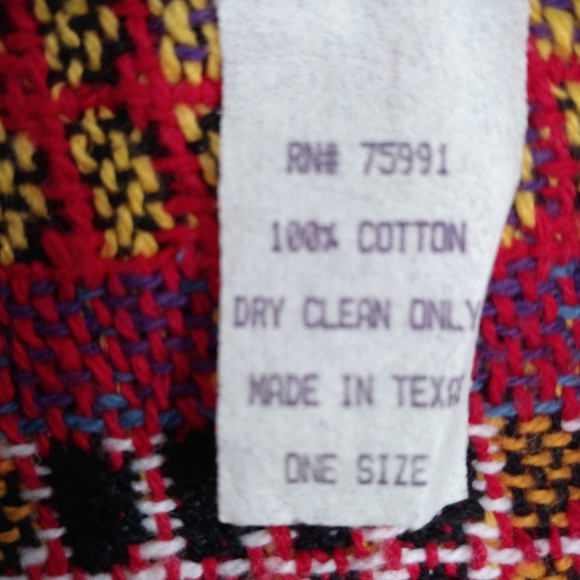 RN# 75991
100% COTTON
DRY CLEAN ONLY
MADE IN TEXAS
ONE SIZE